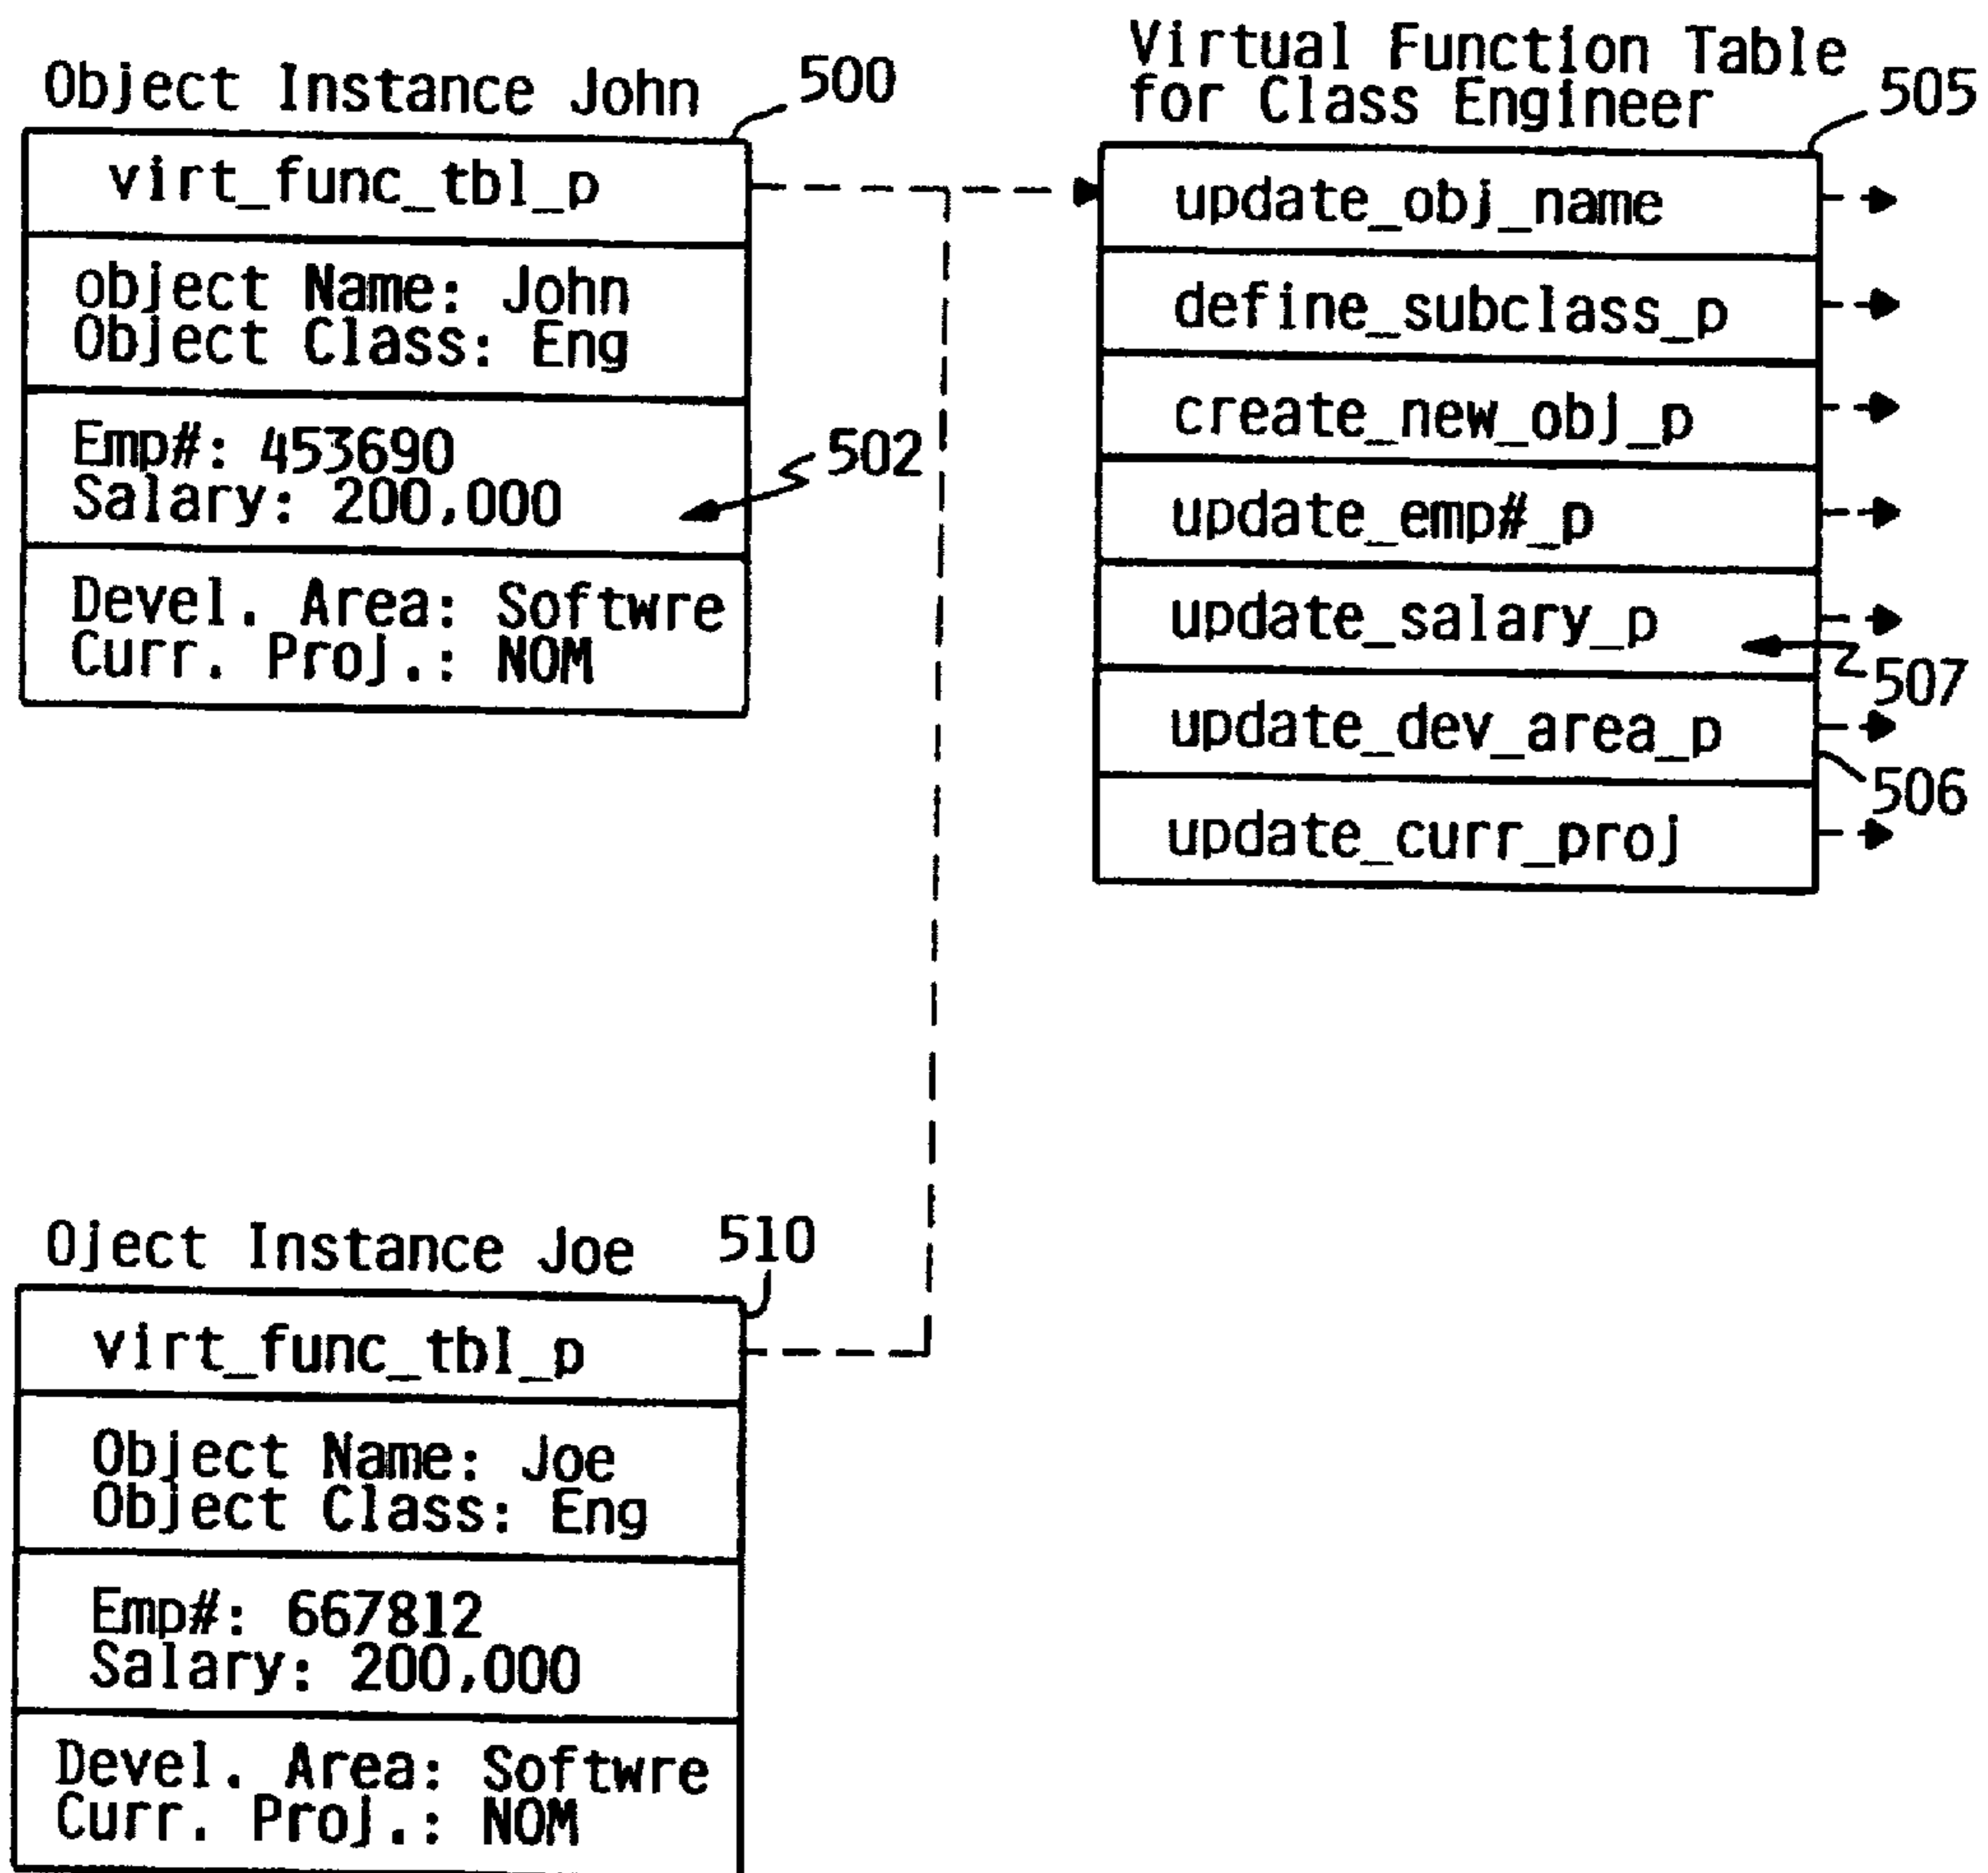 Object Instance John
500
virt_func_tbl_p
object Name: John
Object Class: Eng
Emp#: 453690
Salary: 200,000
502
Devel. Area: Softwre
Curr. Proj.: NOM
Virtual Function Table
for Class Engineer
505
update_obj_name
define_subclass_p
create_new_obj_p
update_emp#_p
update_salary_p
507
update_dev_area_p
506
update_curr_proj
Oject Instance Joe
510
virt_func_tbl_p
Object Name: Joe
Object Class: Eng
Emp#: 667812
Salary: 200,000
Devel. Area: Softwre
Curr. Proj.: NOM